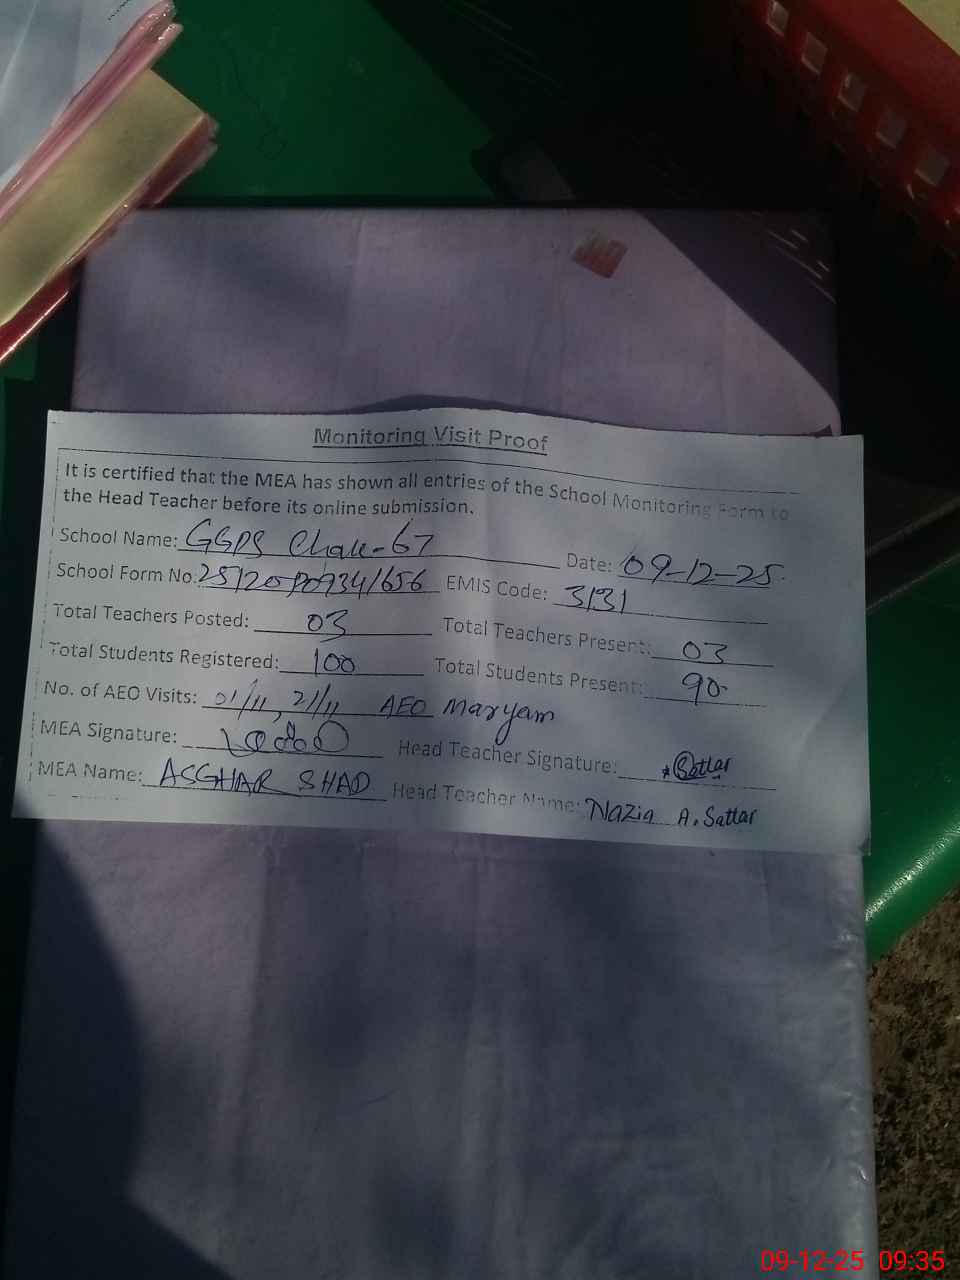 Monitoring Visit Proof
It is certified that the MEA has shown all entries of the School Monitoring Form to
the Head Teacher before its online submission.
School Name: GGPS Chak-67 Date: 09-12-25
School Form No. EMIS Code: 3131
Total Teachers Posted: 03 Total Teachers Present: 03
Total Students Registered: 100 Total Students Present: 90
No. of AEO Visits: 01/11, 21/11 AEO Maryam
MEA Signature: Head Teacher Signature: Sattar
MEA Name: ASGHAR SHAD Head Teacher Name: Nazia A. Sattar
09-12-25 09:35